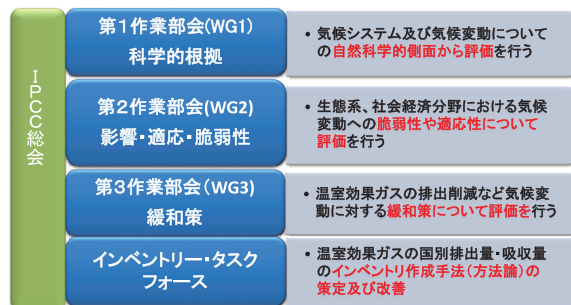 IPCC総会
第1作業部会(WG1)
科学的根拠
・気候システム及び気候変動について
の自然科学的側面から評価を行う
第2作業部会(WG2)
影響・適応・脆弱性
・生態系、社会経済分野における気候
変動への脆弱性や適応性について
評価を行う
第3作業部会(WG3)
緩和策
・温室効果ガスの排出削減など気候変
動に対する緩和策について評価を行う
インベントリー・タスク
フォース
・温室効果ガスの国別排出量・吸収量
のインベントリ作成手法(方法論)の
策定及び改善